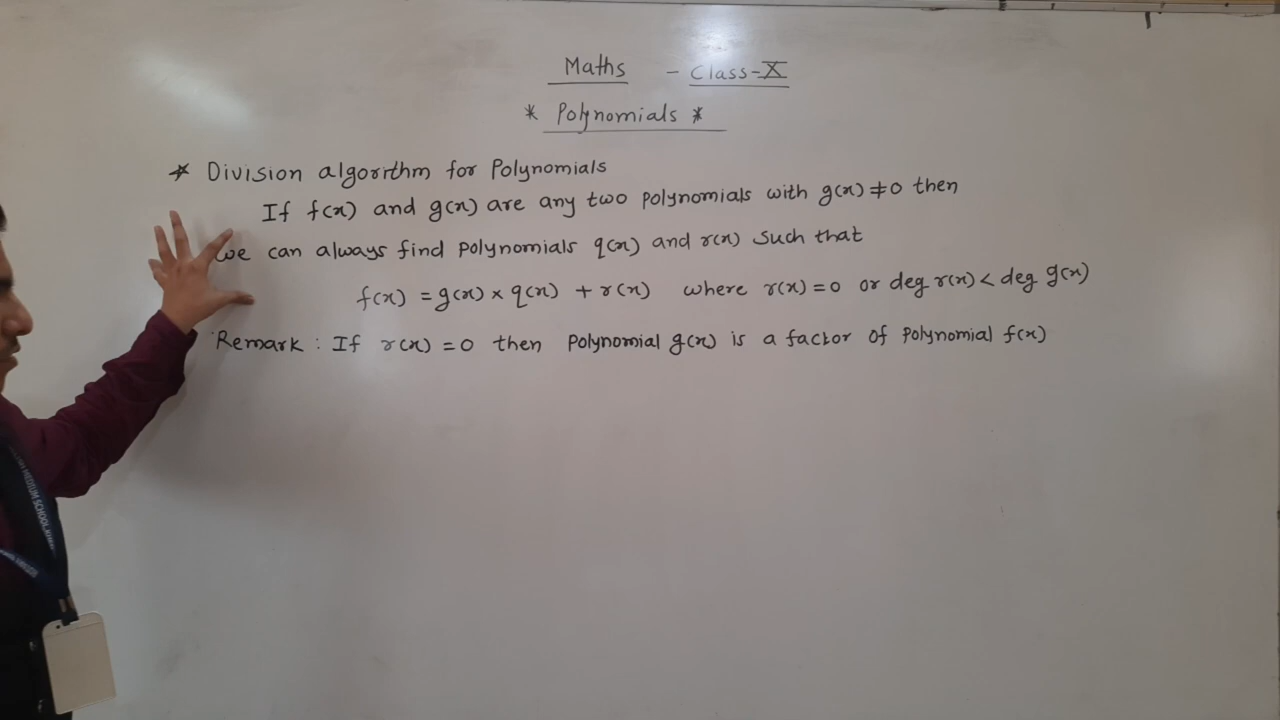 Maths - Class-X
* Polynomials *
* Division algorithm for Polynomials
If f(x) and g(x) are any two polynomials with g(x) ≠ 0 then
we can always find polynomials q(x) and r(x) such that
f(x) = g(x) × q(x) + r(x) where r(x) = 0 or deg r(x) < deg g(x)
Remark : If r(x) = 0 then polynomial g(x) is a factor of polynomial f(x)
MEDIUM SCHOOL